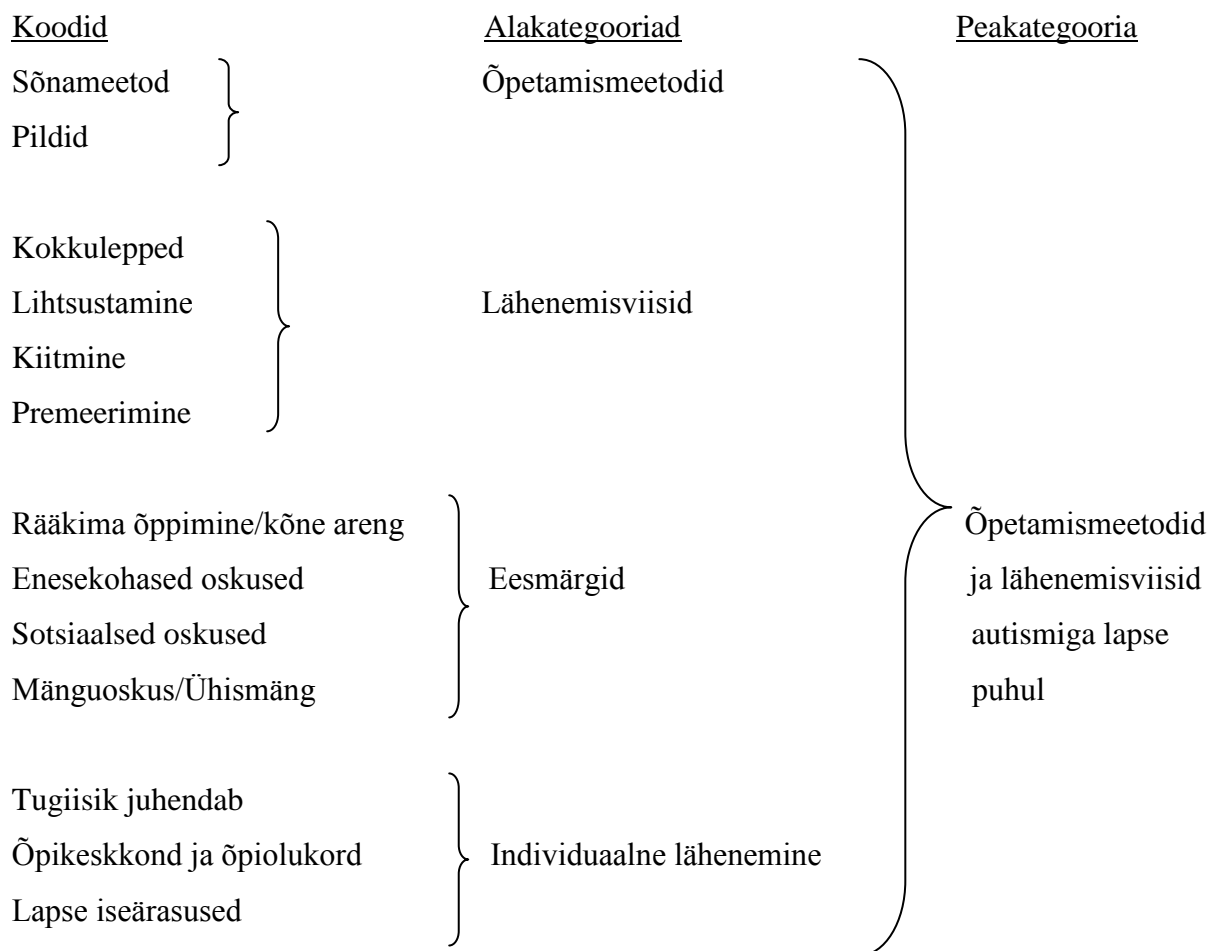 Koodid Alakategooriad Peakategooria
Sõnameetod Õpetamismeetodid
Pildid
Kokkulepped
Lihtsustamine Lähenemisviisid
Kiitmine
Premeerimine
Rääkima õppimine/kõne areng Õpetamismeetodid
Enesekohased oskused Eesmärgid ja lähenemisviisid
Sotsiaalsed oskused autismiga lapse
Mänguoskus/Ühismäng puhul
Tugiisik juhendab
Õpikeskkond ja õpiolukord Individuaalne lähenemine
Lapse iseärasused